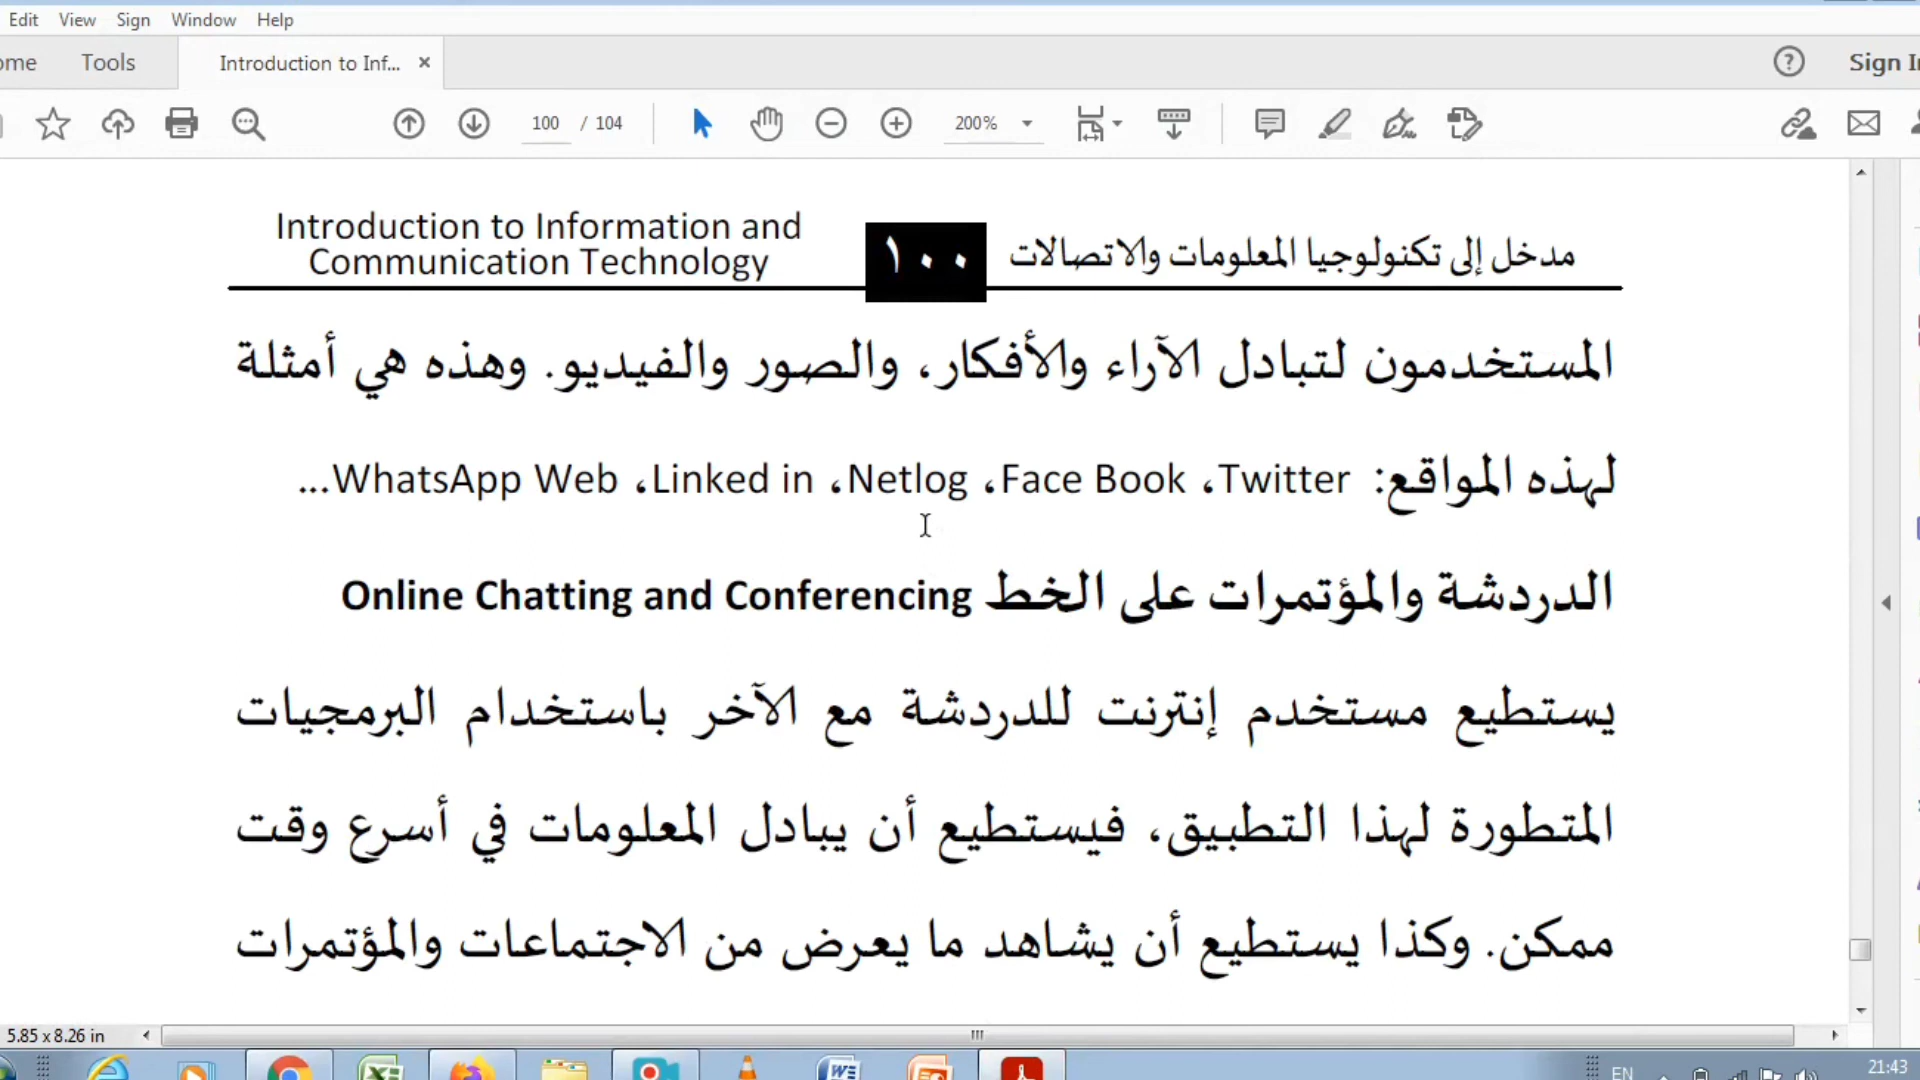 Edit View Sign Window Help
ome Tools Introduction to Inf... × Sign I
100 / 104 200%
Introduction to Information and
Communication Technology
١٠٠
مدخل إلى تكنولوجيا المعلومات والاتصالات
المستخدمون لتبادل الآراء والأفكار، والصور والفيديو. وهذه هي أمثلة
لهذه المواقع: Twitter، Face Book، Netlog، Linked in، WhatsApp Web...
الدردشة والمؤتمرات على الخط Online Chatting and Conferencing
يستطيع مستخدم إنترنت للدردشة مع الآخر باستخدام البرمجيات
المتطورة لهذا التطبيق، فيستطيع أن يبادل المعلومات في أسرع وقت
ممكن. وكذا يستطيع أن يشاهد ما يعرض من الاجتماعات والمؤتمرات
5.85 x 8.26 in
EN 21:43